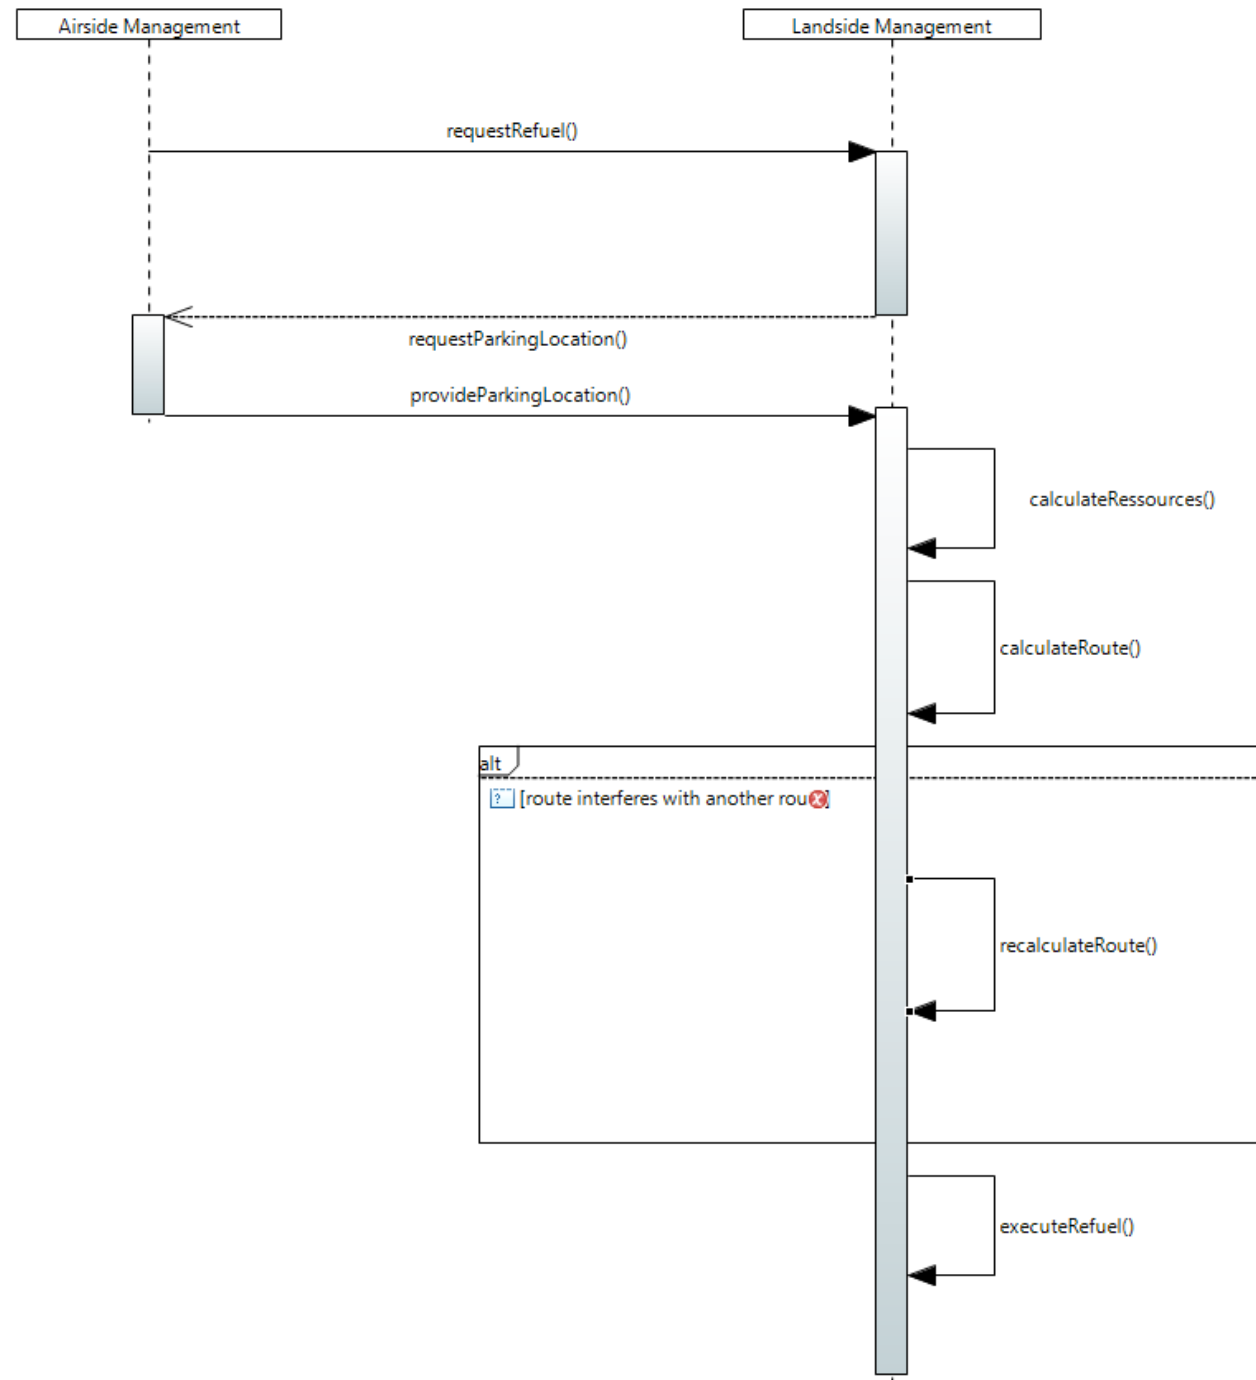 Airside Management
Landside Management
requestRefuel()
requestParkingLocation()
provideParkingLocation()
calculateRessources()
calculateRoute()
alt
[route interferes with another rou]
recalculateRoute()
executeRefuel()